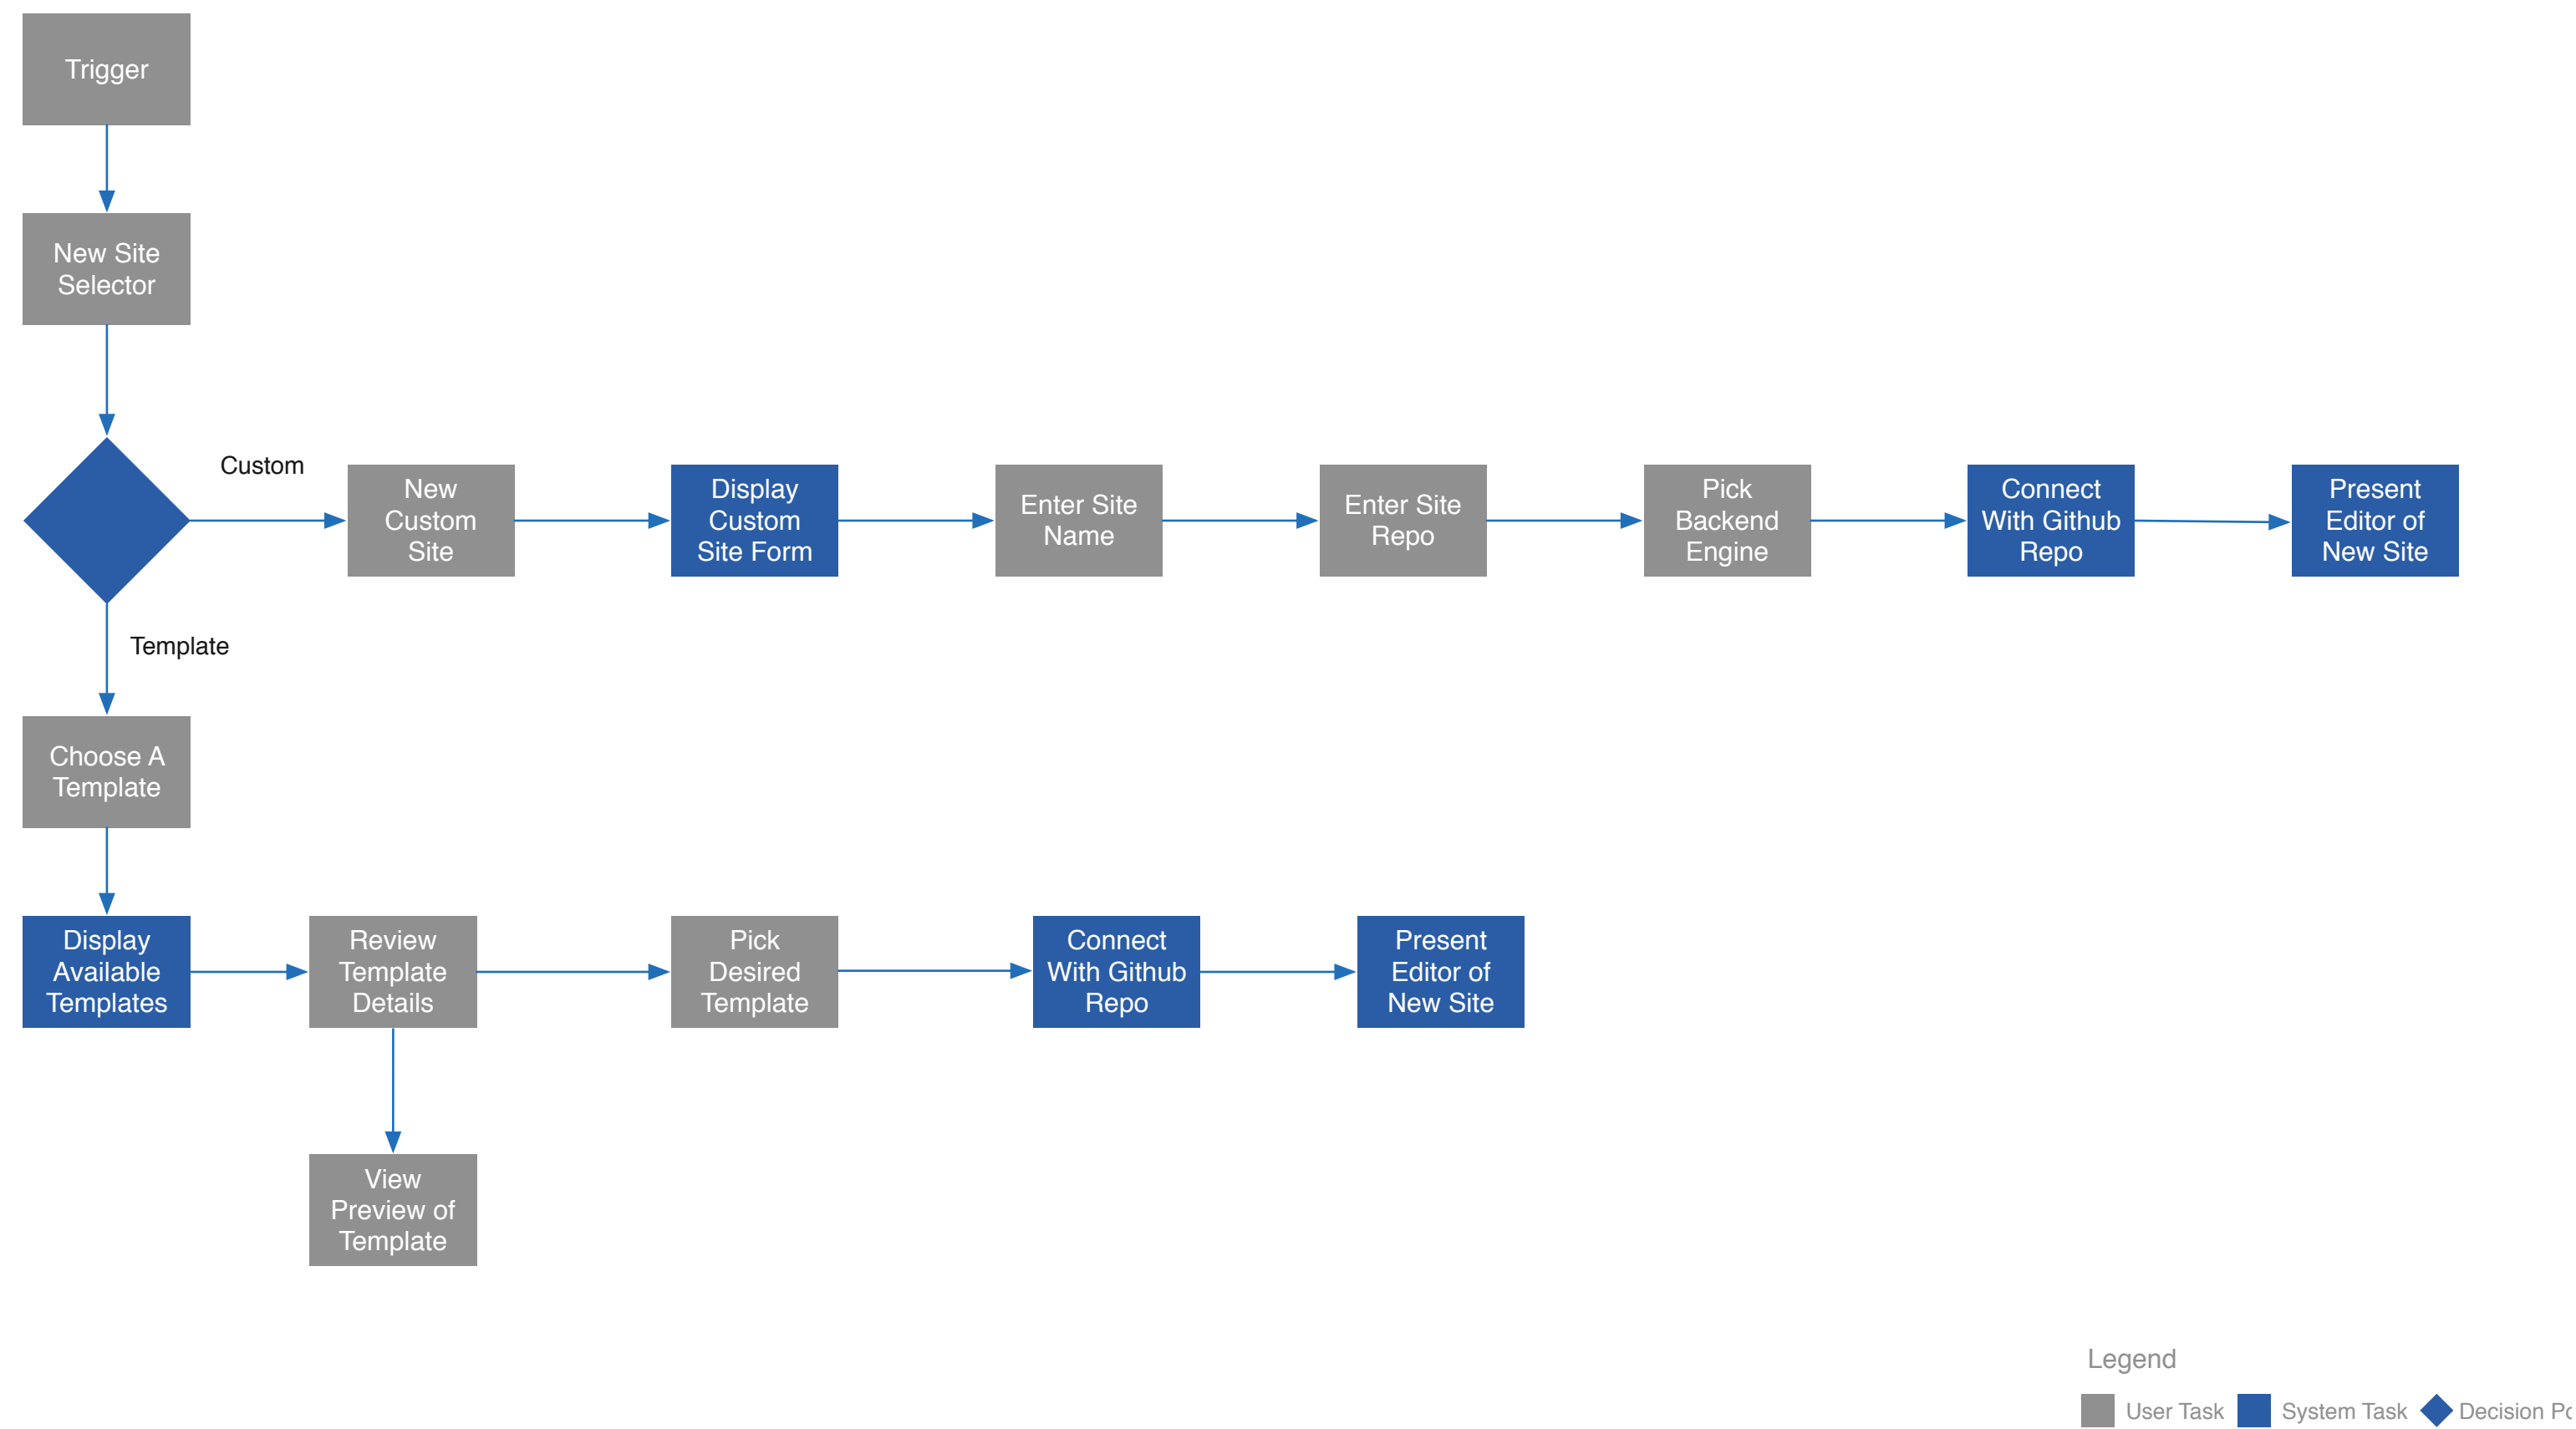 Trigger
New Site
Selector
Custom
New
Custom
Site
Display
Custom
Site Form
Enter Site
Name
Enter Site
Repo
Pick
Backend
Engine
Connect
With Github
Repo
Present
Editor of
New Site
Template
Choose A
Template
Display
Available
Templates
Review
Template
Details
Pick
Desired
Template
Connect
With Github
Repo
Present
Editor of
New Site
View
Preview of
Template
Legend
User Task
System Task
Decision